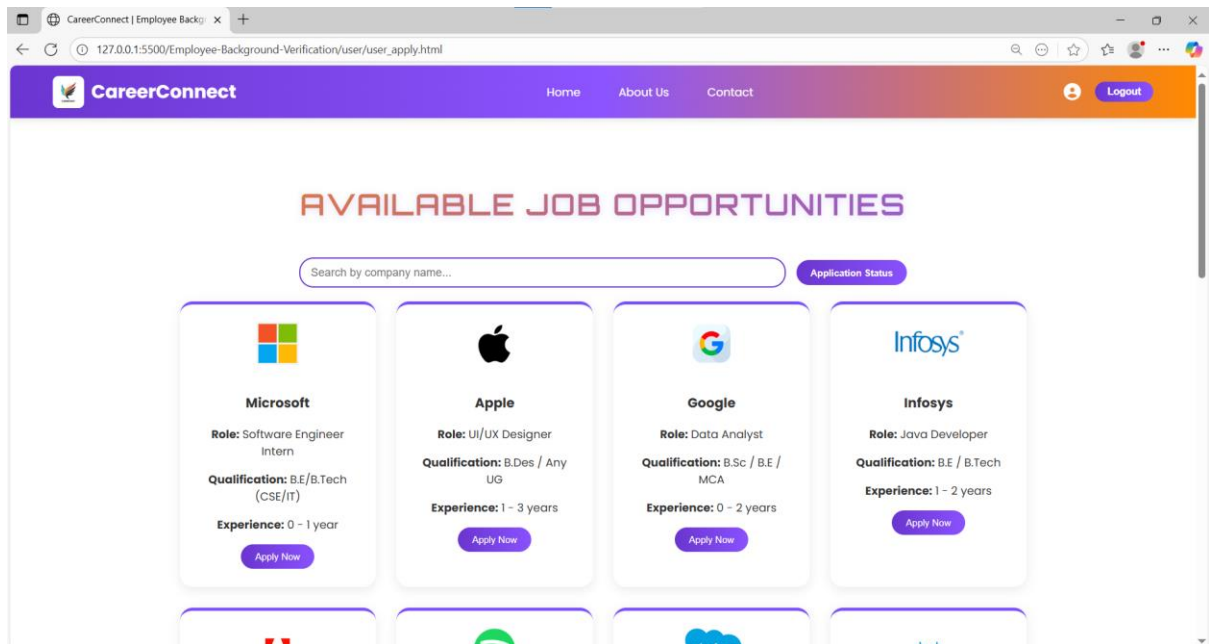 CareerConnect | Employee Backgr
127.0.0.1:5500/Employee-Background-Verification/user/user_apply.html
CareerConnect
Home
About Us
Contact
Logout
AVAILABLE JOB OPPORTUNITIES
Search by company name...
Application Status
Microsoft
Role: Software Engineer
Intern
Qualification: B.E/B.Tech
(CSE/IT)
Experience: 0 - 1 year
Apply Now
Apple
Role: UI/UX Designer
Qualification: B.Des / Any
UG
Experience: 1 - 3 years
Apply Now
Google
Role: Data Analyst
Qualification: B.Sc / B.E /
MCA
Experience: 0 - 2 years
Apply Now
Infosys
Infosys
Role: Java Developer
Qualification: B.E / B.Tech
Experience: 1 - 2 years
Apply Now